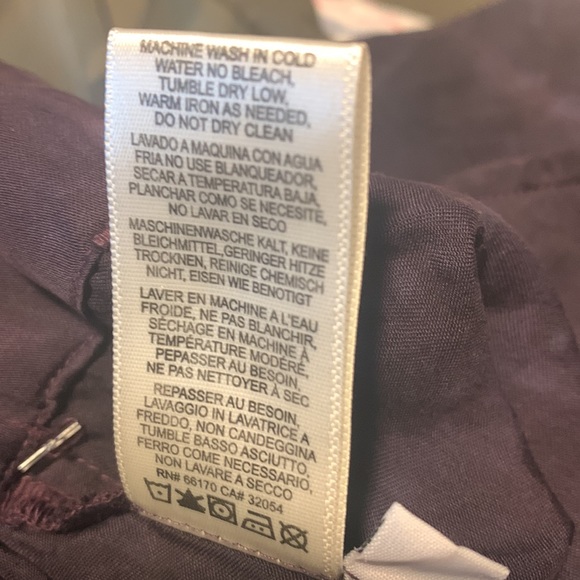 MACHINE WASH IN COLD
WATER NO BLEACH,
TUMBLE DRY LOW,
WARM IRON AS NEEDED,
DO NOT DRY CLEAN
LAVADO A MAQUINA CON AGUA
FRIA NO USE BLANQUEADOR,
SECAR A TEMPERATURA BAJA,
PLANCHAR COMO SE NECESITE,
NO LAVAR EN SECO
MASCHINENWASCHE KALT, KEINE
BLEICHMITTEL,GERINGER HITZE
TROCKNEN, REINIGE CHEMISCH
NICHT, EISEN WIE BENOTIGT
LAVER EN MACHINE A L'EAU
FROIDE, NE PAS BLANCHIR,
SÉCHAGE EN MACHINE À
TEMPÉRATURE MODÉRÉ,
PEPASSER AU BESOIN,
NE PAS NETTOYER À SEC
REPASSER AU BESOIN,
LAVAGGIO IN LAVATRICE A
FREDDO, NON CANDEGGINA
TUMBLE BASSO ASCIUTTO,
FERRO COME NECESSARIO,
NON LAVARE A SECCO
RN# 66170 CA# 32054